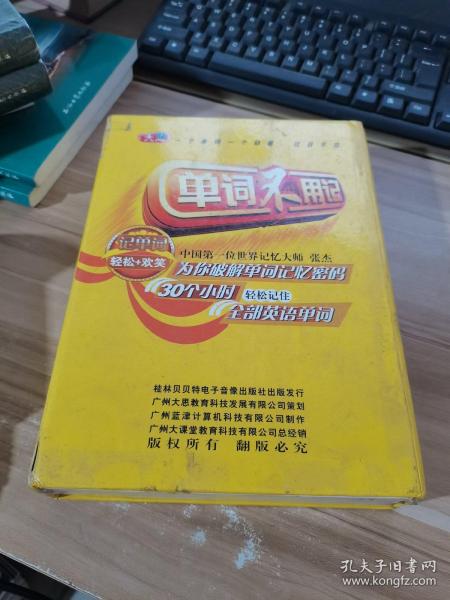 单词不用记
记单词
轻松+欢笑
中国第一位世界记忆大师 张杰
为你破解单词记忆密码
30个小时 轻松记住
全部英语单词
桂林贝贝特电子音像出版社出版发行
广州大思教育科技发展有限公司策划
广州蓝津计算机科技有限公司制作
广州大课堂教育科技有限公司总经销
版权所有 翻版必究
孔夫子旧书网
www.kongfz.com